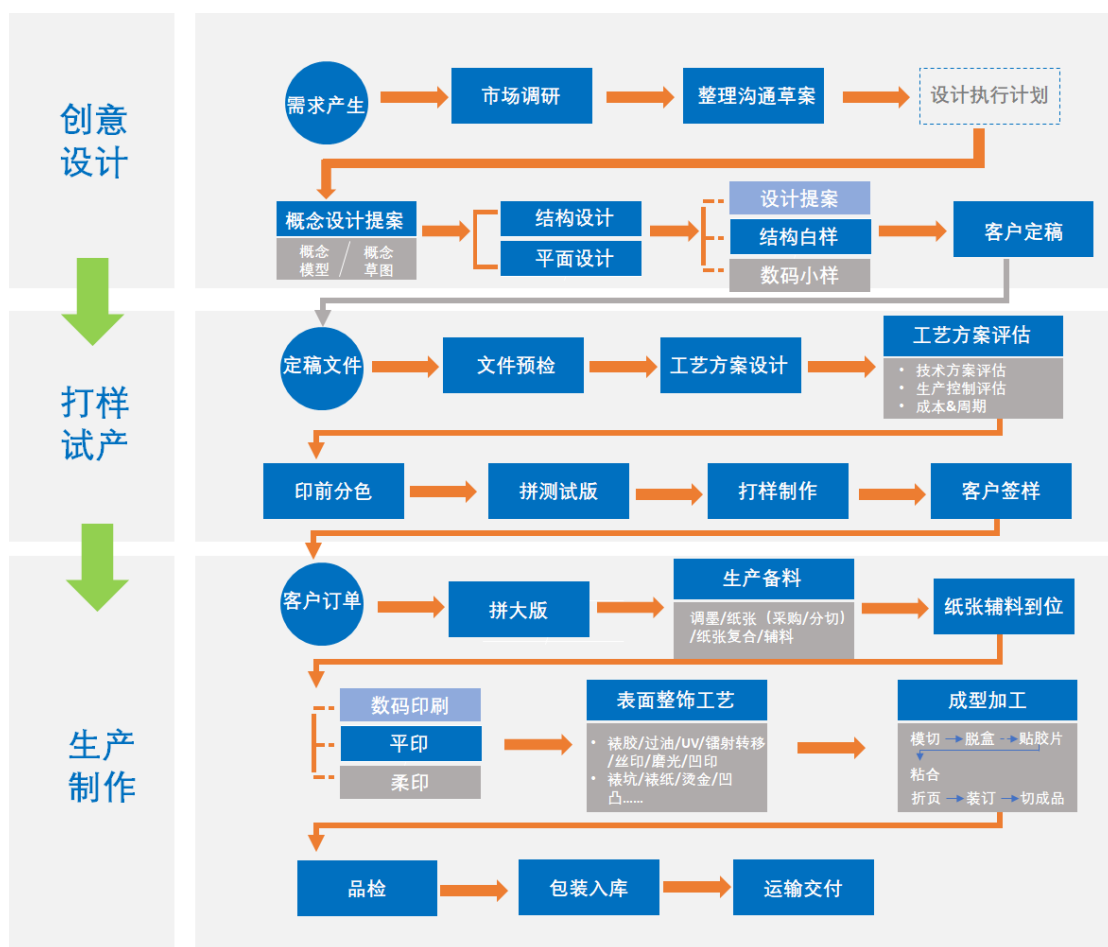 创意
设计
需求产生
市场调研
整理沟通草案
设计执行计划
概念设计提案
概念
模型
概念
草图
结构设计
平面设计
设计提案
结构白样
数码小样
客户定稿
打样
试产
定稿文件
文件预检
工艺方案设计
工艺方案评估
• 技术方案评估
• 生产控制评估
• 成本&周期
印前分色
拼测试版
打样制作
客户签样
生产
制作
客户订单
拼大版
生产备料
调墨/纸张（采购/分切）
/纸张复合/辅料
纸张辅料到位
数码印刷
平印
柔印
表面整饰工艺
• 裱胶/过油/UV/镭射转移
/丝印/磨光/凹印
• 裱坑/裱纸/烫金/凹
凸......
成型加工
模切 脱盒 贴胶片
粘合
折页 装订 切成品
品检
包装入库
运输交付